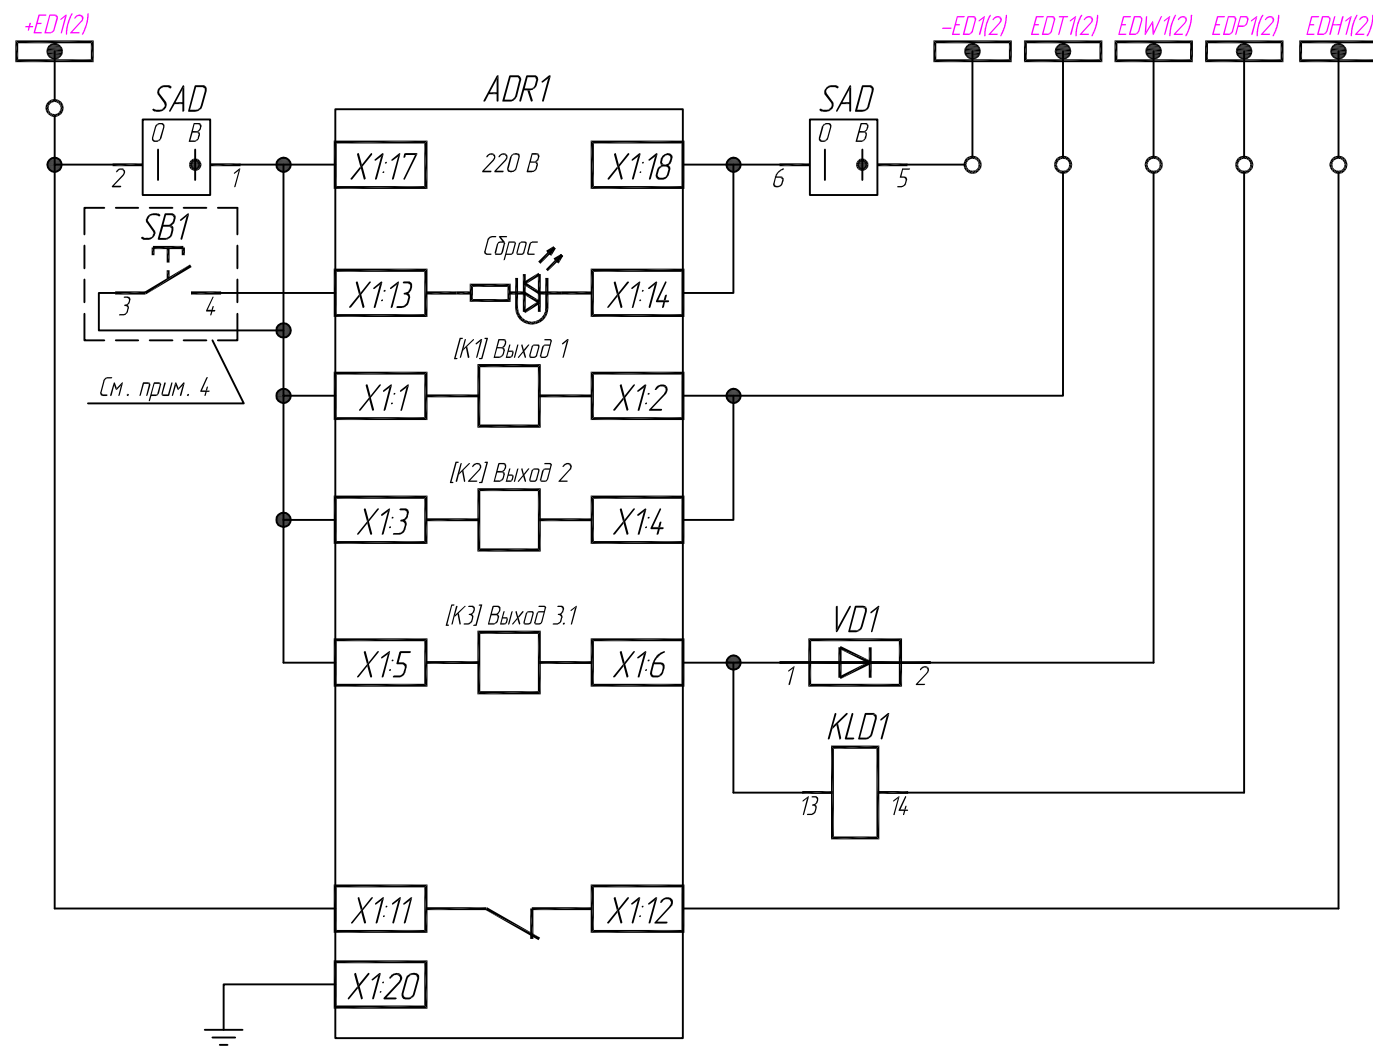 +ED1(2)
-ED1(2)
EDT1(2)
EDW1(2)
EDP1(2)
EDH1(2)
SAD
ADR1
SAD
O B
O B
X1:17
220 В
X1:18
2
1
6
5
SB1
Сброс
X1:13
X1:14
3
4
[K1] Выход 1
См. прим. 4
X1:1
X1:2
[K2] Выход 2
X1:3
X1:4
[K3] Выход 3.1
VD1
X1:5
X1:6
1
2
KLD1
13
14
X1:11
X1:12
X1:20